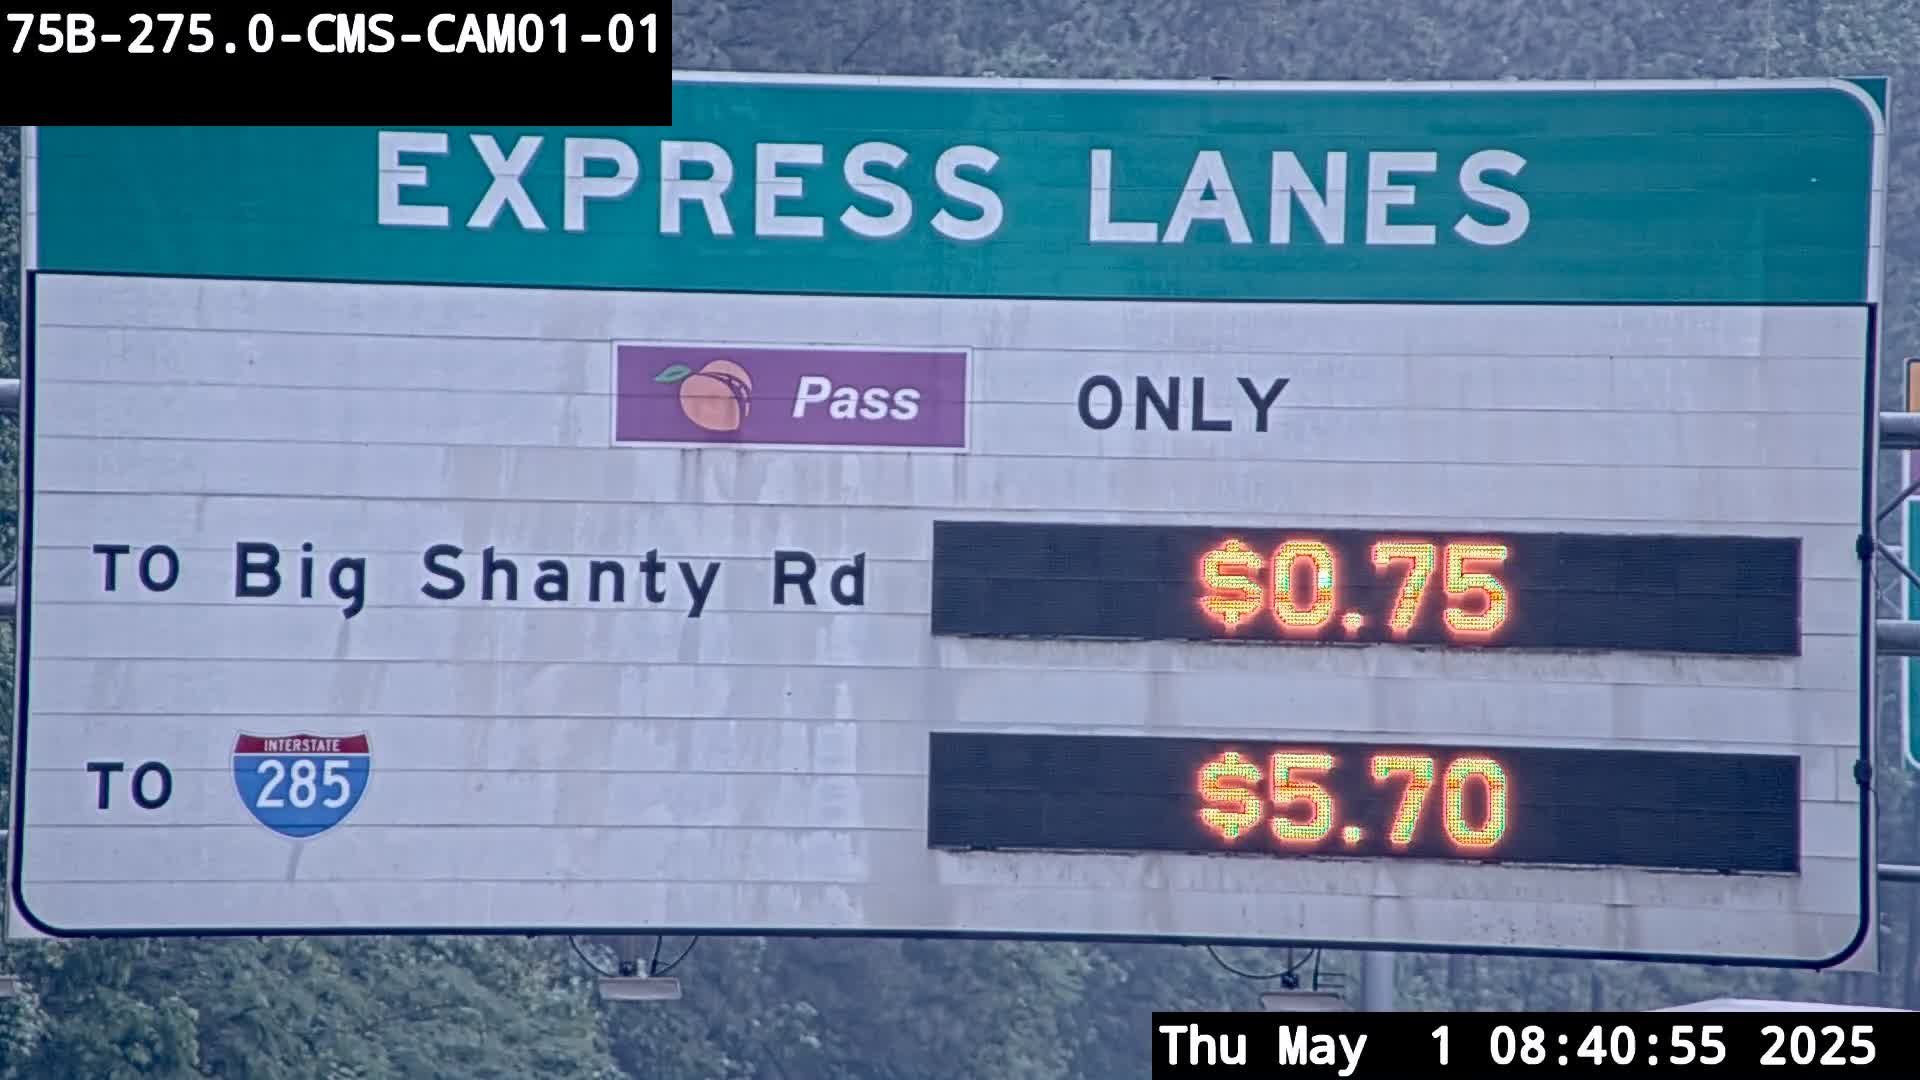 75B-275.0-CMS-CAM01-01
EXPRESS LANES
Pass ONLY
TO Big Shanty Rd $0.75
TO INTERSTATE 285 $5.70
Thu May 1 08:40:55 2025